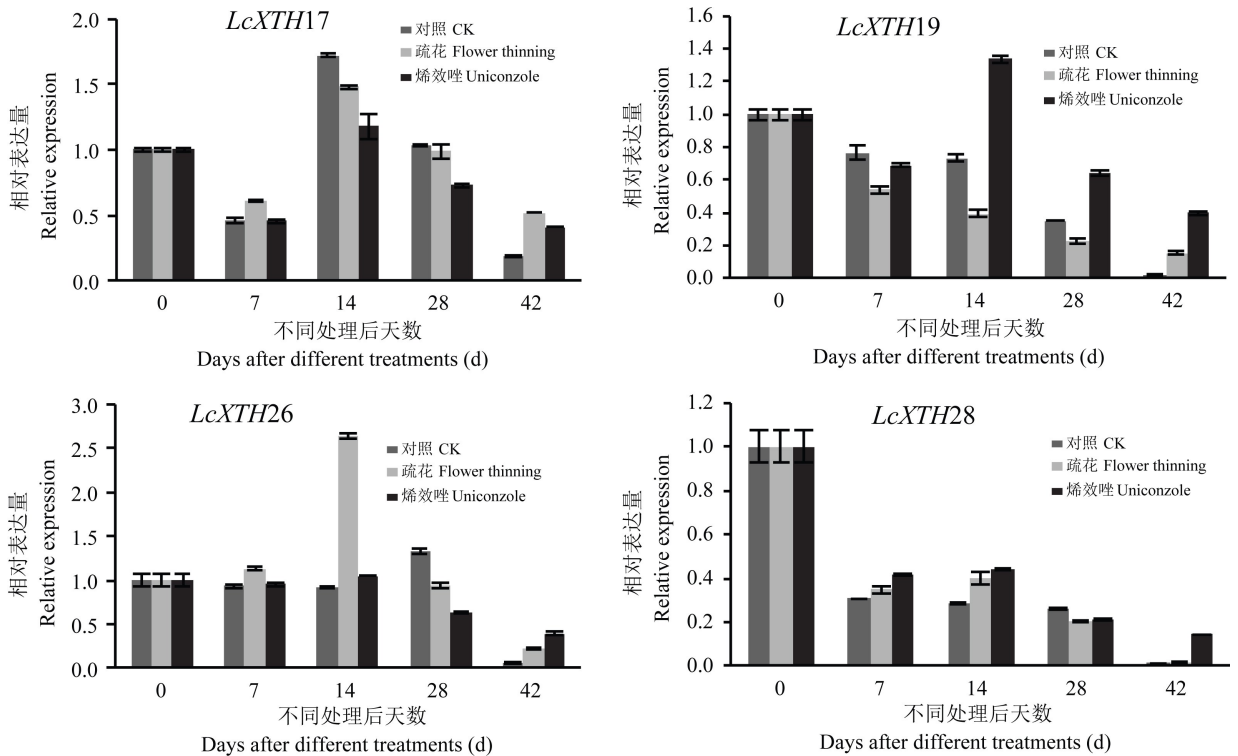 LcXTH17
对照 CK
疏花 Flower thinning
烯效唑 Uniconzole
相对表达量
Relative expression
2.0
1.5
1.0
0.5
0.0
0 7 14 28 42
不同处理后天数
Days after different treatments (d)
LcXTH19
对照 CK
疏花 Flower thinning
烯效唑 Uniconzole
相对表达量
Relative expression
1.6
1.4
1.2
1.0
0.8
0.6
0.4
0.2
0.0
0 7 14 28 42
不同处理后天数
Days after different treatments (d)
LcXTH26
对照 CK
疏花 Flower thinning
烯效唑 Uniconzole
相对表达量
Relative expression
3.0
2.5
2.0
1.5
1.0
0.5
0.0
0 7 14 28 42
不同处理后天数
Days after different treatments (d)
LcXTH28
对照 CK
疏花 Flower thinning
烯效唑 Uniconzole
相对表达量
Relative expression
1.2
1.0
0.8
0.6
0.4
0.2
0.0
0 7 14 28 42
不同处理后天数
Days after different treatments (d)